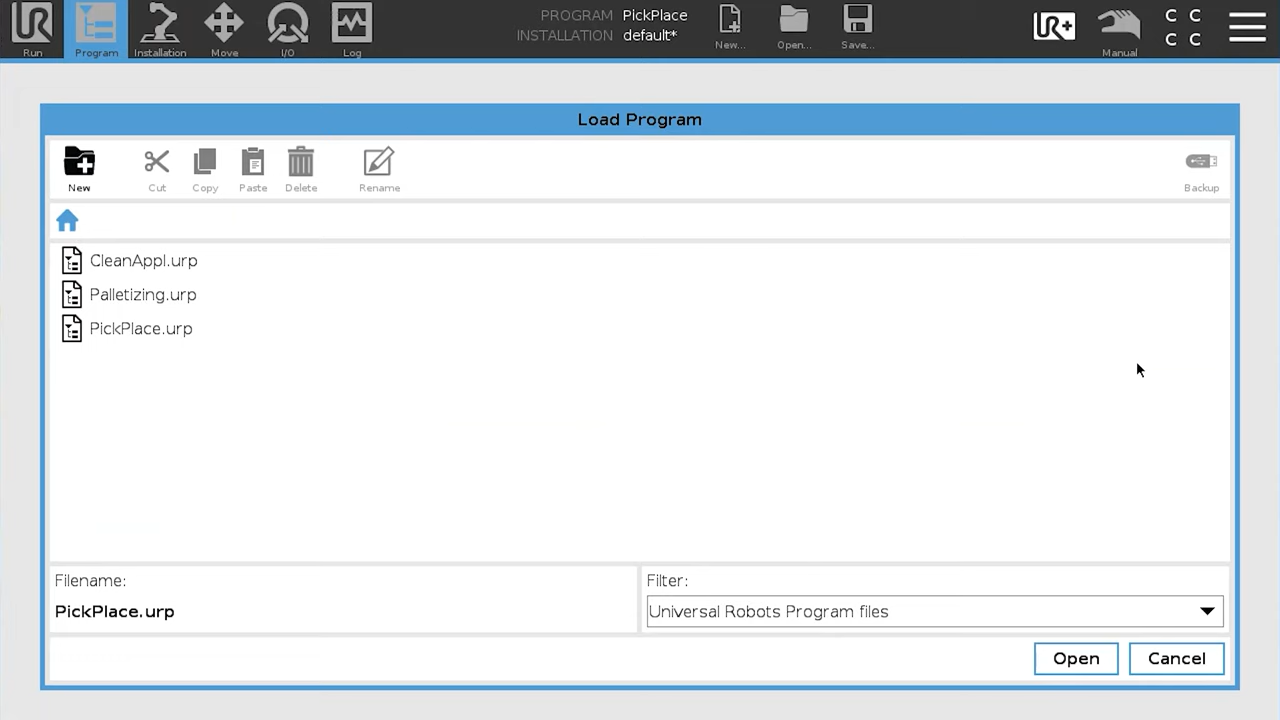 PROGRAM PickPlace
INSTALLATION default*
Run
Program
Installation
Move
I/O
Log
New...
Open...
Save...
UR+
Manual
C C
C C
Load Program
New
Cut
Copy
Paste
Delete
Rename
Backup
CleanAppl.urp
Palletizing.urp
PickPlace.urp
Filename:
PickPlace.urp
Filter:
Universal Robots Program files
Open
Cancel